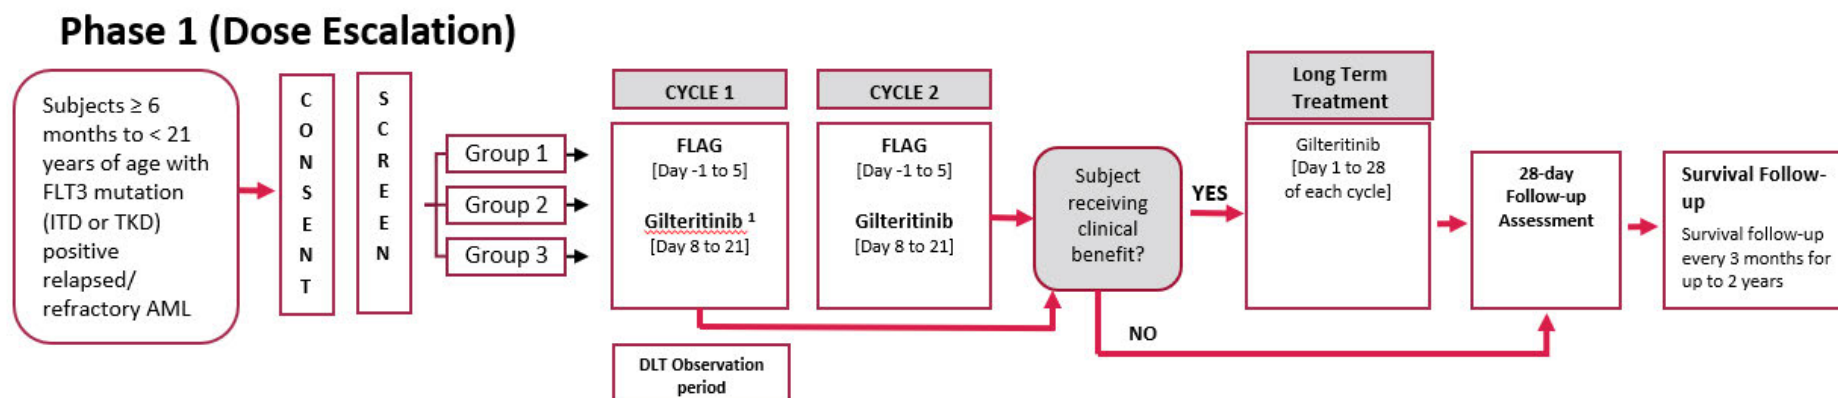 Phase 1 (Dose Escalation)
Subjects ≥ 6
months to < 21
years of age with
FLT3 mutation
(ITD or TKD)
positive
relapsed/
refractory AML
C
O
N
S
E
N
T
S
C
R
E
E
N
Group 1
Group 2
Group 3
CYCLE 1
FLAG
[Day -1 to 5]
Gilteritinib 1
[Day 8 to 21]
DLT Observation
period
CYCLE 2
FLAG
[Day -1 to 5]
Gilteritinib
[Day 8 to 21]
Subject
receiving
clinical
benefit?
YES
NO
Long Term
Treatment
Gilteritinib
[Day 1 to 28
of each cycle]
28-day
Follow-up
Assessment
Survival Follow-
up
Survival follow-up
every 3 months for
up to 2 years